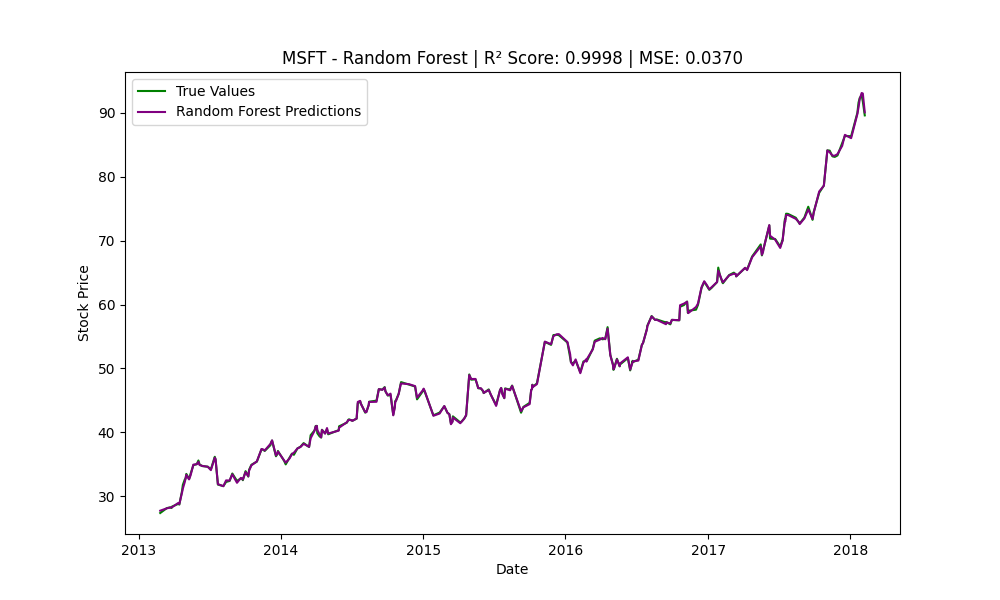 MSFT - Random Forest | R² Score: 0.9998 | MSE: 0.0370
True Values
Random Forest Predictions
90
80
70
60
50
40
30
Stock Price
2013 2014 2015 2016 2017 2018
Date